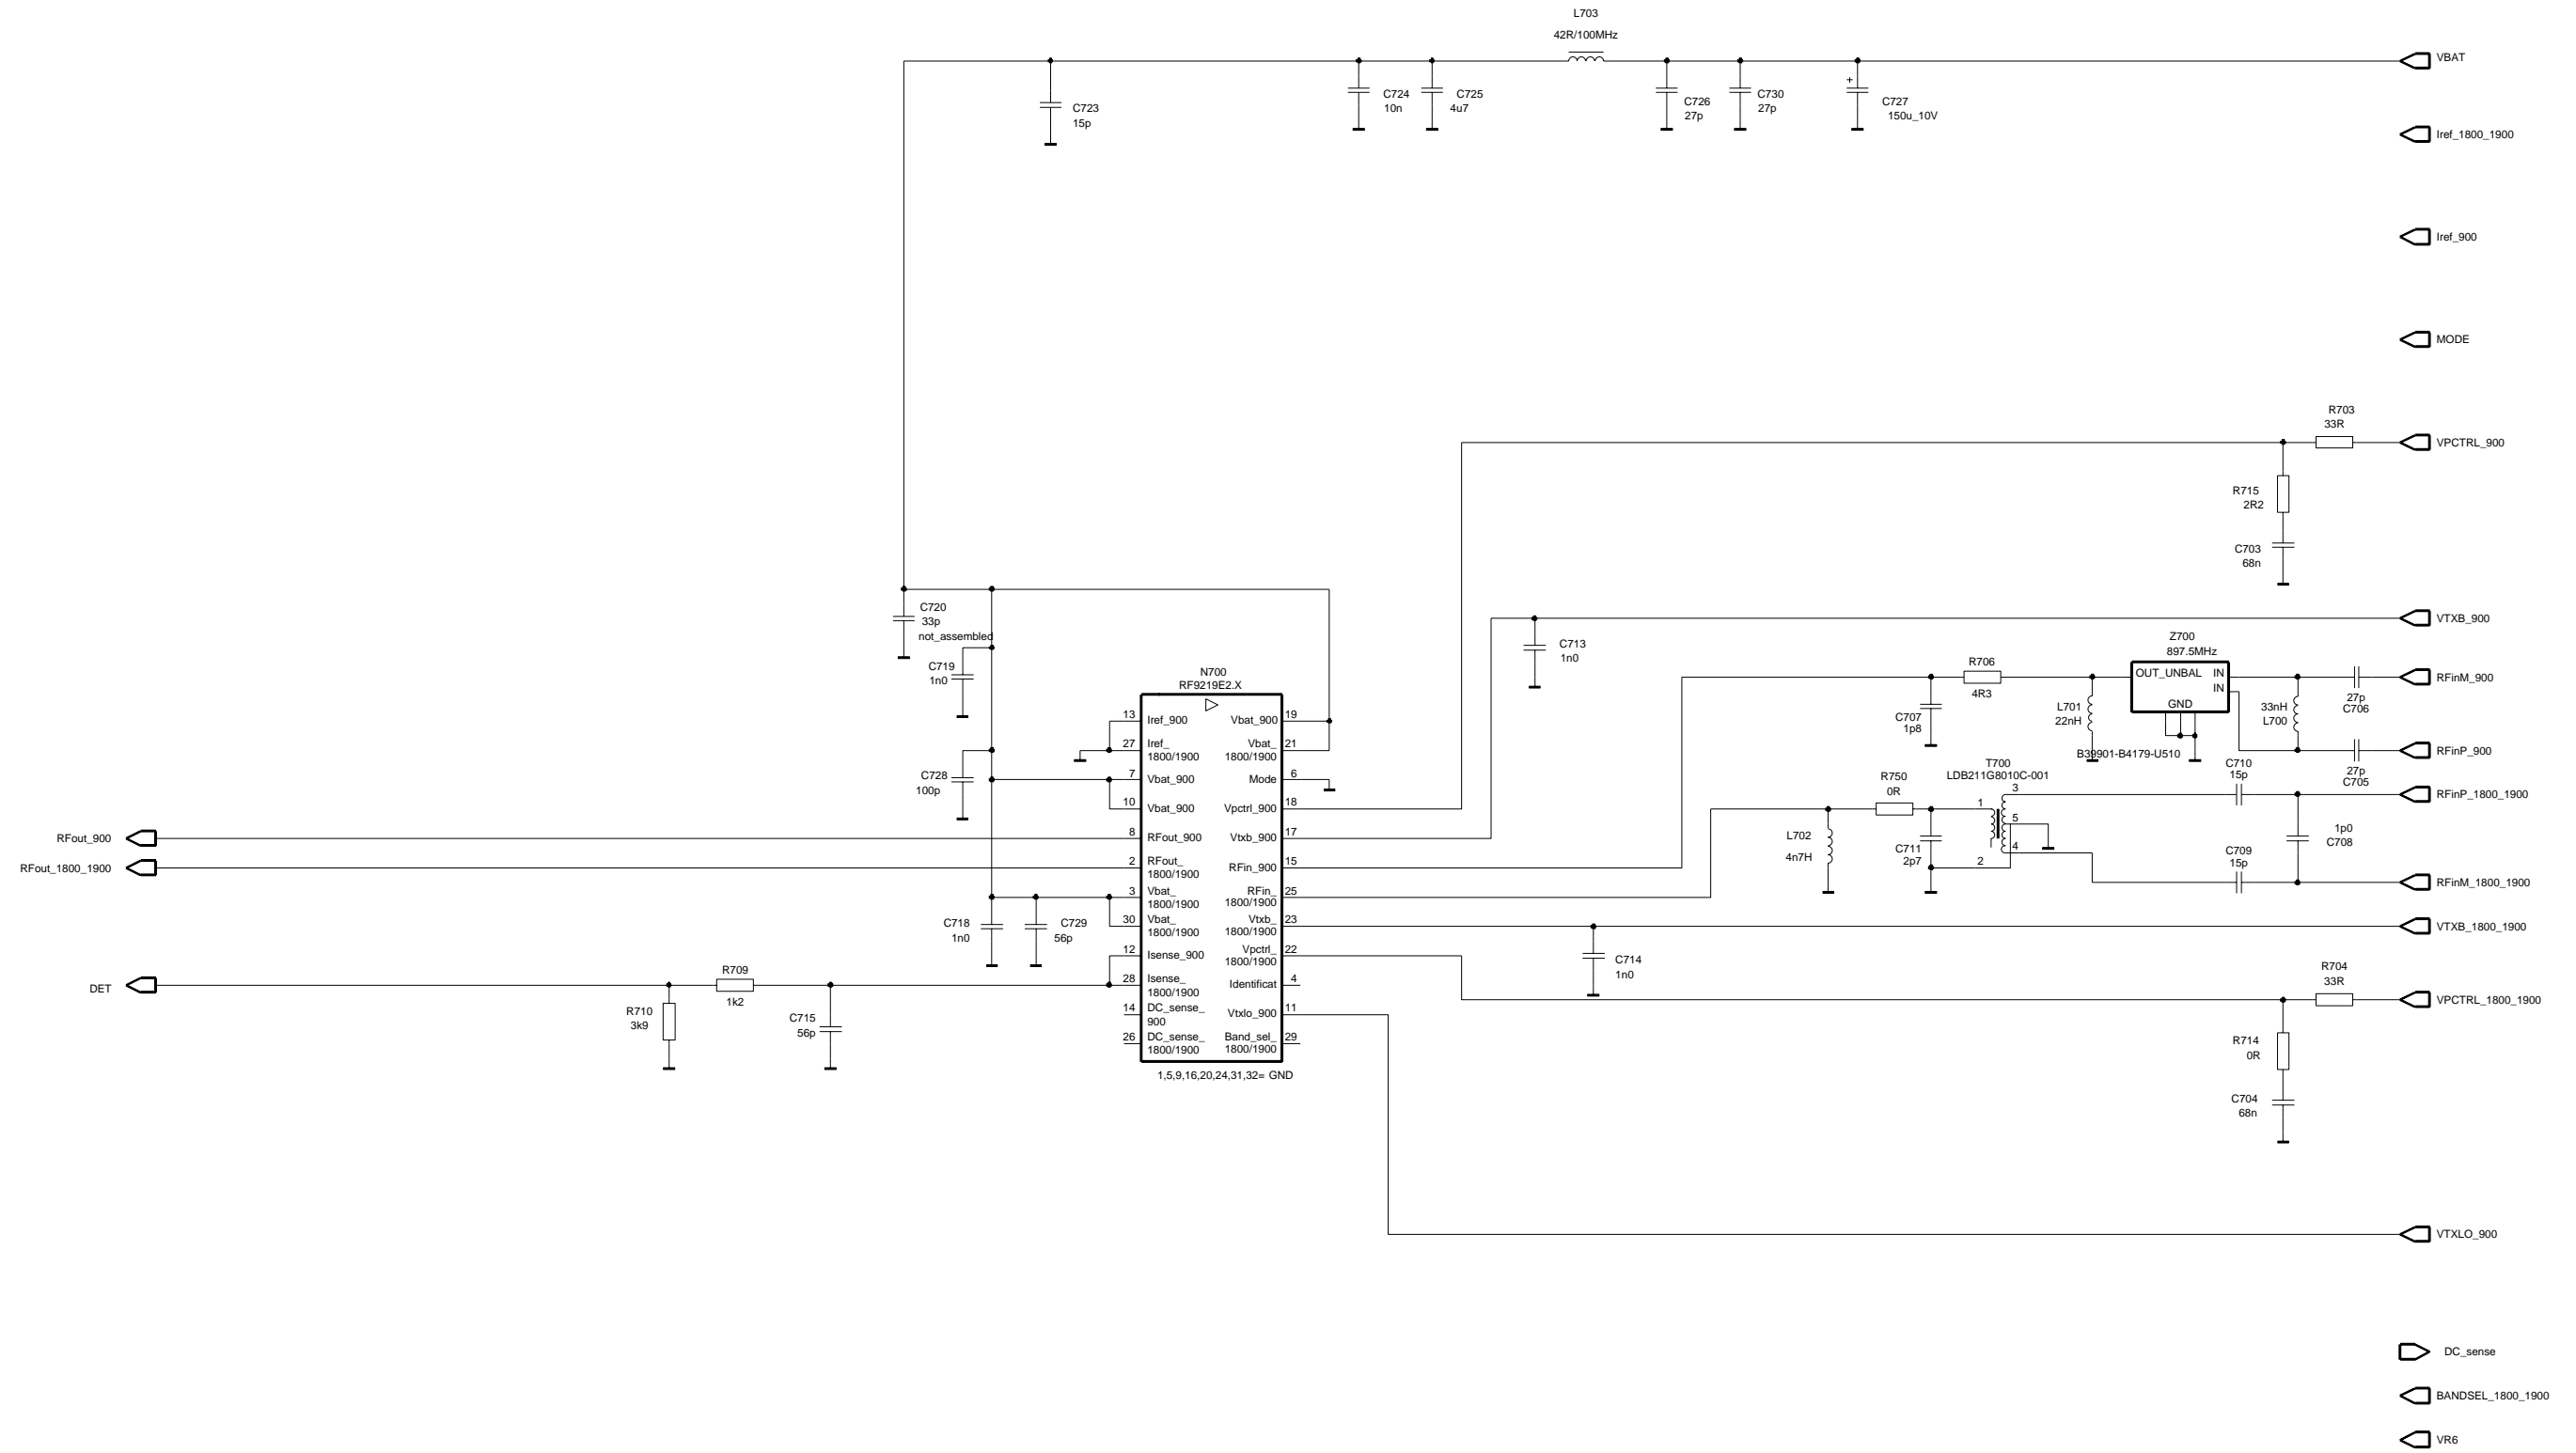 L703
42R/100MHz
VBAT
C723
15p
C724
10n
C725
4u7
C726
27p
C730
27p
+
C727
150u_10V
Iref_1800_1900
Iref_900
MODE
R703
33R
VPCTRL_900
R715
2R2
C703
68n
C720
33p
not_assembled
C719
1n0
C728
100p
VTXB_900
C713
1n0
Z700
897.5MHz
OUT_UNBAL IN
IN
GND
B39901-B4179-U510
R706
4R3
C707
1p8
L701
22nH
33nH
L700
27p
C706
RFinM_900
27p
C705
RFinP_900
N700
RF9219E2.X
13 Iref_900
27 Iref_
1800/1900
7 Vbat_900
10 Vbat_900
8 RFout_900
2 RFout_
1800/1900
3 Vbat_
1800/1900
30 Vbat_
1800/1900
12 Isense_900
28 Isense_
1800/1900
14 DC_sense_
900
26 DC_sense_
1800/1900
Vbat_900 19
Vbat_ 21
1800/1900
Mode 6
Vpctrl_900 18
Vtxb_900 17
RFin_900 15
RFin_ 25
1800/1900
Vtxb_ 23
1800/1900
Vpctrl_ 22
1800/1900
Identificat 4
Vtxlo_900 11
Band_sel_ 29
1800/1900
1,5,9,16,20,24,31,32= GND
T700
LDB211G8010C-001
1
2
3
5
4
R750
0R
L702
4n7H
C711
2p7
C710
15p
RFinP_1800_1900
1p0
C708
C709
15p
RFinM_1800_1900
RFout_900
RFout_1800_1900
C718
1n0
C729
56p
VTXB_1800_1900
C714
1n0
DET
R709
1k2
R710
3k9
C715
56p
R704
33R
VPCTRL_1800_1900
R714
0R
C704
68n
VTXLO_900
DC_sense
BANDSEL_1800_1900
VR6